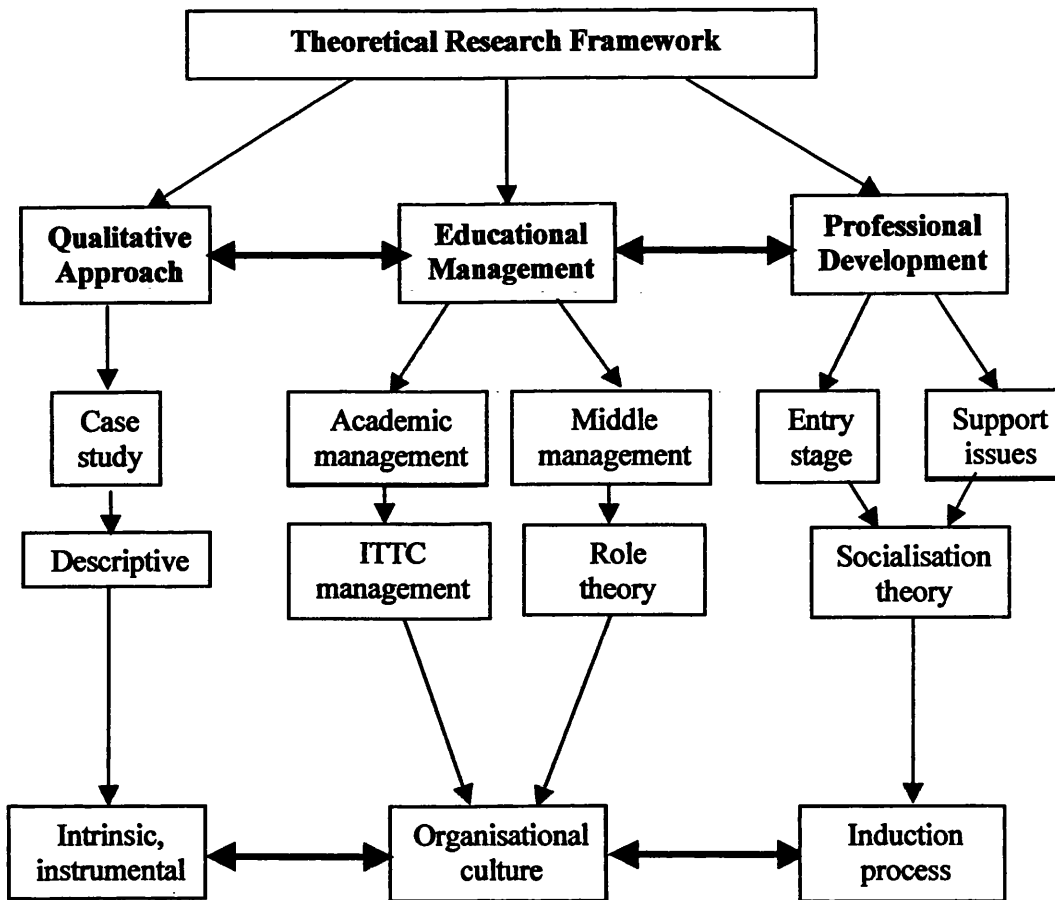 Theoretical Research Framework
Qualitative
Approach
Educational
Management
Professional
Development
Case
study
Academic
management
Middle
management
Entry
stage
Support
issues
Descriptive
ITTC
management
Role
theory
Socialisation
theory
Intrinsic,
instrumental
Organisational
culture
Induction
process